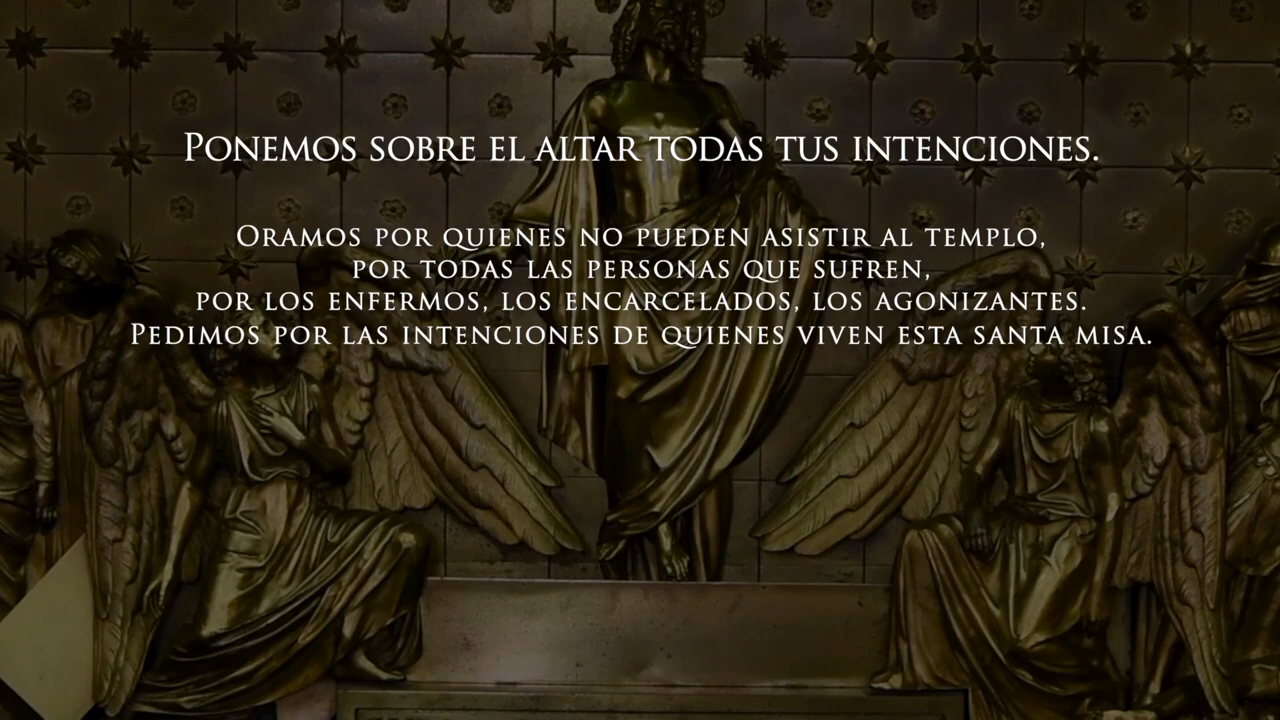 PONEMOS SOBRE EL ALTAR TODAS TUS INTENCIONES.
ORAMOS POR QUIENES NO PUEDEN ASISTIR AL TEMPLO,
POR TODAS LAS PERSONAS QUE SUFREN,
POR LOS ENFERMOS, LOS ENCARCELADOS, LOS AGONIZANTES.
PEDIMOS POR LAS INTENCIONES DE QUIENES VIVEN ESTA SANTA MISA.